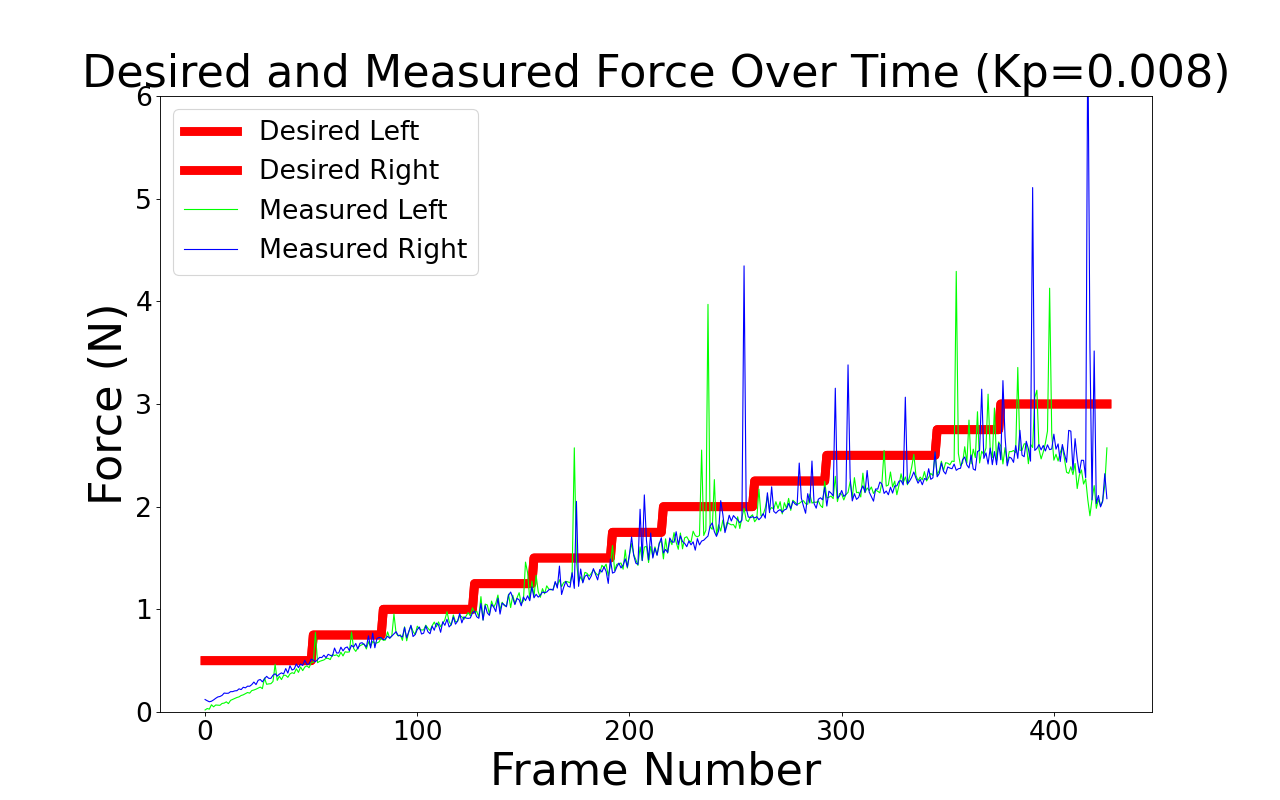 Desired and Measured Force Over Time (Kp=0.008)
6
5
4
3
2
1
0
Force (N)
Desired Left
Desired Right
Measured Left
Measured Right
0 100 200 300 400
Frame Number